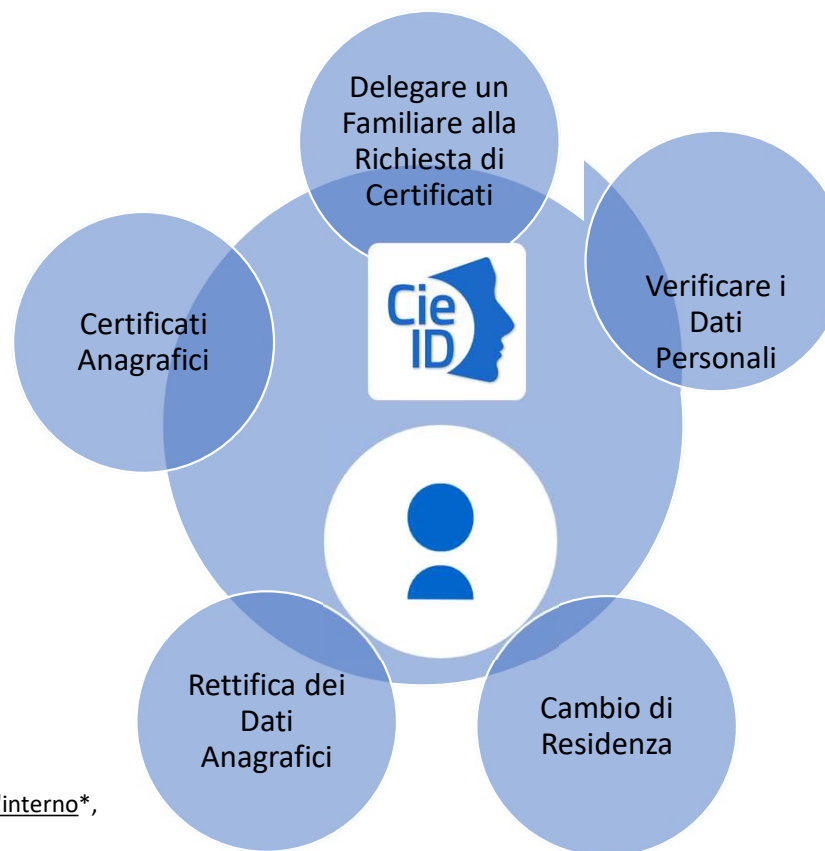 Delegare un
Familiare alla
Richiesta di
Certificati
Cie
ID
Verificare i
Dati
Personali
Certificati
Anagrafici
Rettifica dei
Dati
Anagrafici
Cambio di
Residenza
'interno*,